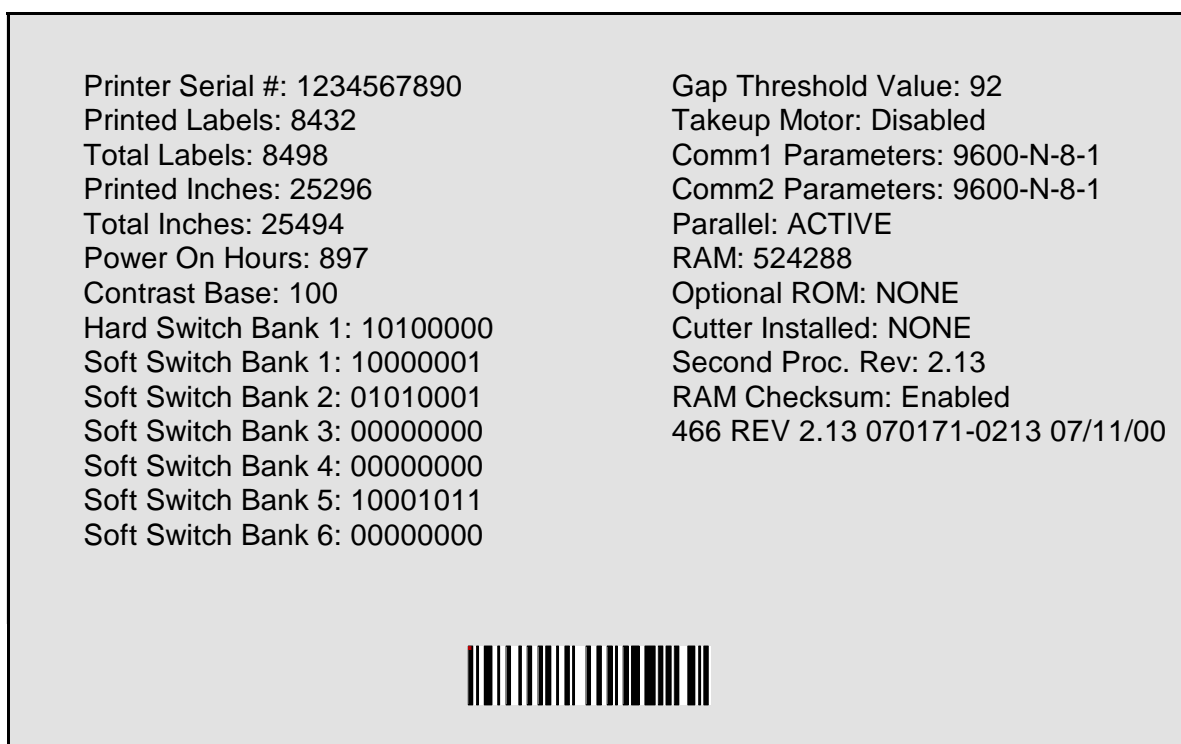 Printer Serial #: 1234567890
Printed Labels: 8432
Total Labels: 8498
Printed Inches: 25296
Total Inches: 25494
Power On Hours: 897
Contrast Base: 100
Hard Switch Bank 1: 10100000
Soft Switch Bank 1: 10000001
Soft Switch Bank 2: 01010001
Soft Switch Bank 3: 00000000
Soft Switch Bank 4: 00000000
Soft Switch Bank 5: 10001011
Soft Switch Bank 6: 00000000
Gap Threshold Value: 92
Takeup Motor: Disabled
Comm1 Parameters: 9600-N-8-1
Comm2 Parameters: 9600-N-8-1
Parallel: ACTIVE
RAM: 524288
Optional ROM: NONE
Cutter Installed: NONE
Second Proc. Rev: 2.13
RAM Checksum: Enabled
466 REV 2.13 070171-0213 07/11/00